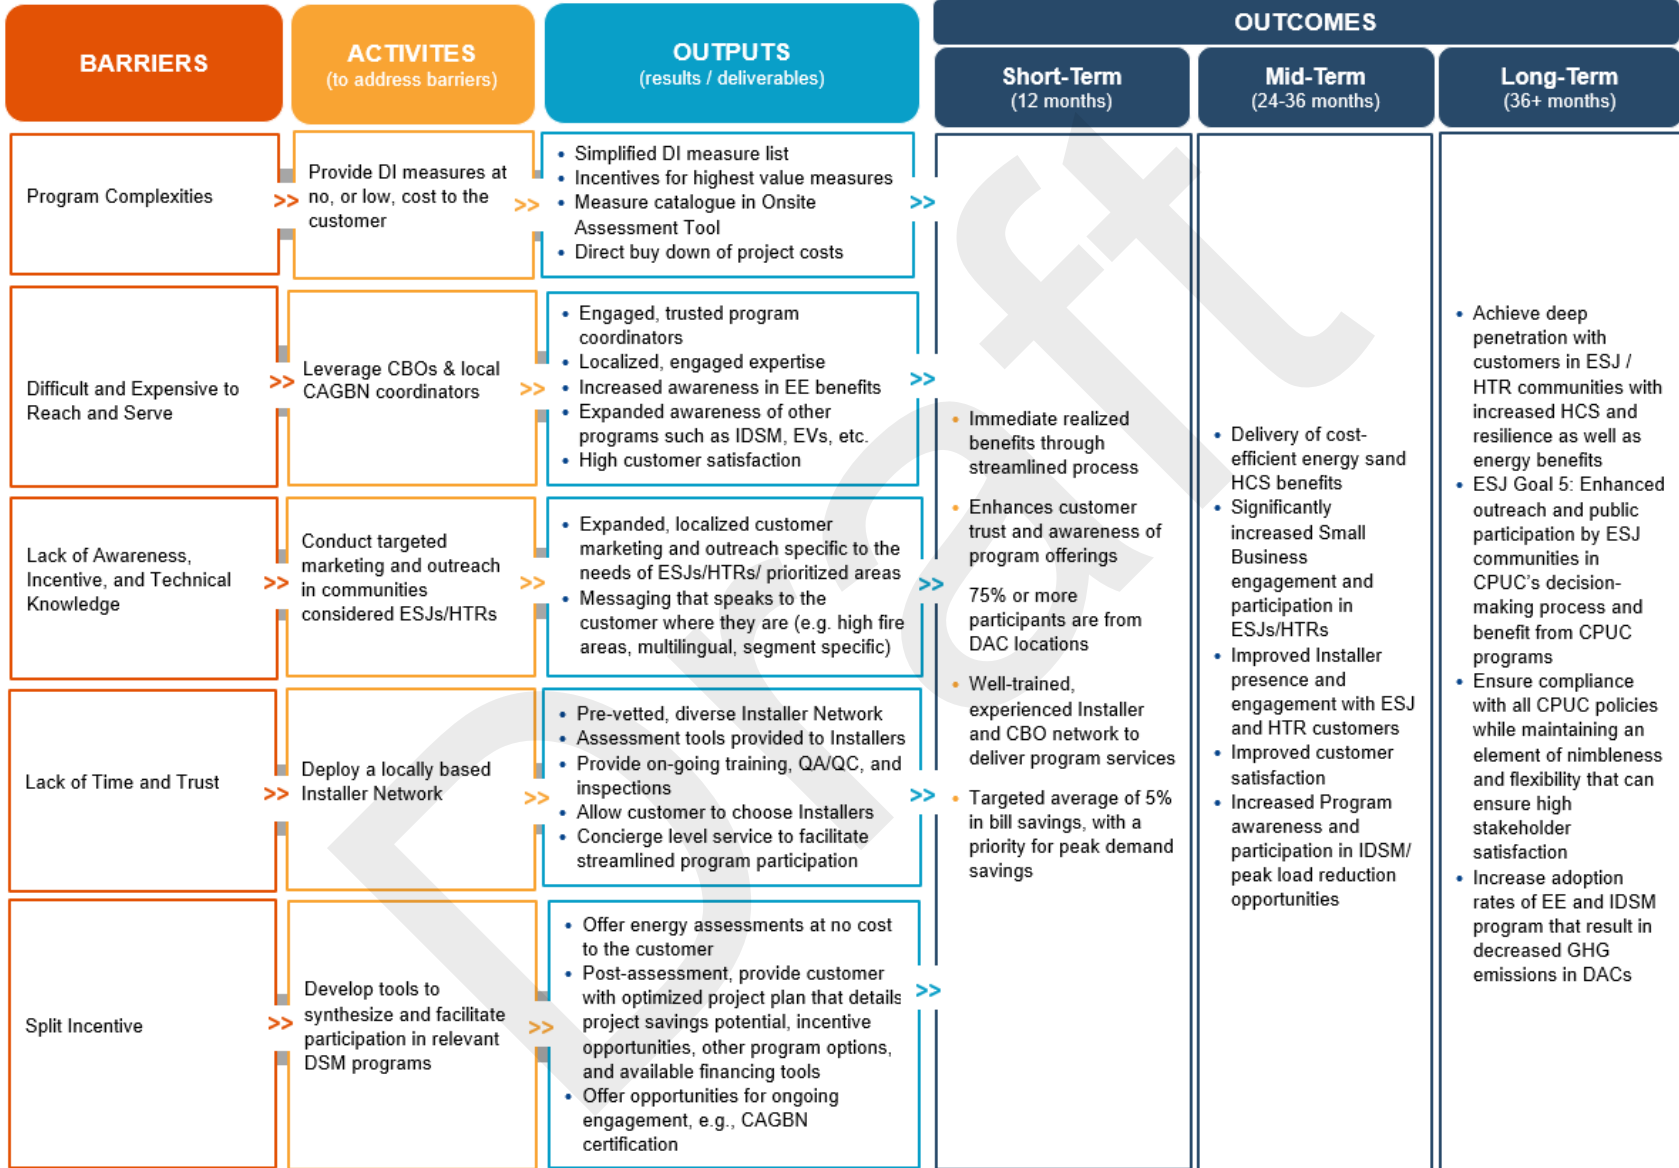 BARRIERS
ACTIVITES
(to address barriers)
OUTPUTS
(results / deliverables)
OUTCOMES
Short-Term
(12 months)
Mid-Term
(24-36 months)
Long-Term
(36+ months)
Program Complexities
>>
Provide DI measures at
no, or low, cost to the
customer
>>
• Simplified DI measure list
• Incentives for highest value measures
• Measure catalogue in Onsite
Assessment Tool
• Direct buy down of project costs
>>
Difficult and Expensive to
Reach and Serve
>>
Leverage CBOs & local
CAGBN coordinators
>>
• Engaged, trusted program
coordinators
• Localized, engaged expertise
• Increased awareness in EE benefits
• Expanded awareness of other
programs such as IDSM, EVs, etc.
• High customer satisfaction
>>
Lack of Awareness,
Incentive, and Technical
Knowledge
>>
Conduct targeted
marketing and outreach
in communities
considered ESJs/HTRs
>>
• Expanded, localized customer
marketing and outreach specific to the
needs of ESJs/HTRs/ prioritized areas
• Messaging that speaks to the
customer where they are (e.g. high fire
areas, multilingual, segment specific)
>>
Lack of Time and Trust
>>
Deploy a locally based
Installer Network
>>
• Pre-vetted, diverse Installer Network
• Assessment tools provided to Installers
• Provide on-going training, QA/QC, and
inspections
• Allow customer to choose Installers
• Concierge level service to facilitate
streamlined program participation
>>
Split Incentive
>>
Develop tools to
synthesize and facilitate
participation in relevant
DSM programs
>>
• Offer energy assessments at no cost
to the customer
• Post-assessment, provide customer
with optimized project plan that details
project savings potential, incentive
opportunities, other program options,
and available financing tools
• Offer opportunities for ongoing
engagement, e.g., CAGBN
certification
>>
• Immediate realized
benefits through
streamlined process
• Enhances customer
trust and awareness of
program offerings
75% or more
participants are from
DAC locations
• Well-trained,
experienced Installer
and CBO network to
deliver program services
• Targeted average of 5%
in bill savings, with a
priority for peak demand
savings
• Delivery of cost-
efficient energy sand
HCS benefits
• Significantly
increased Small
Business
engagement and
participation in
ESJs/HTRs
• Improved Installer
presence and
engagement with ESJ
and HTR customers
• Improved customer
satisfaction
• Increased Program
awareness and
participation in IDSM/
peak load reduction
opportunities
• Achieve deep
penetration with
customers in ESJ /
HTR communities with
increased HCS and
resilience as well as
energy benefits
• ESJ Goal 5: Enhanced
outreach and public
participation by ESJ
communities in
CPUC's decision-
making process and
benefit from CPUC
programs
• Ensure compliance
with all CPUC policies
while maintaining an
element of nimbleness
and flexibility that can
ensure high
stakeholder
satisfaction
• Increase adoption
rates of EE and IDSM
program that result in
decreased GHG
emissions in DACs
Draft